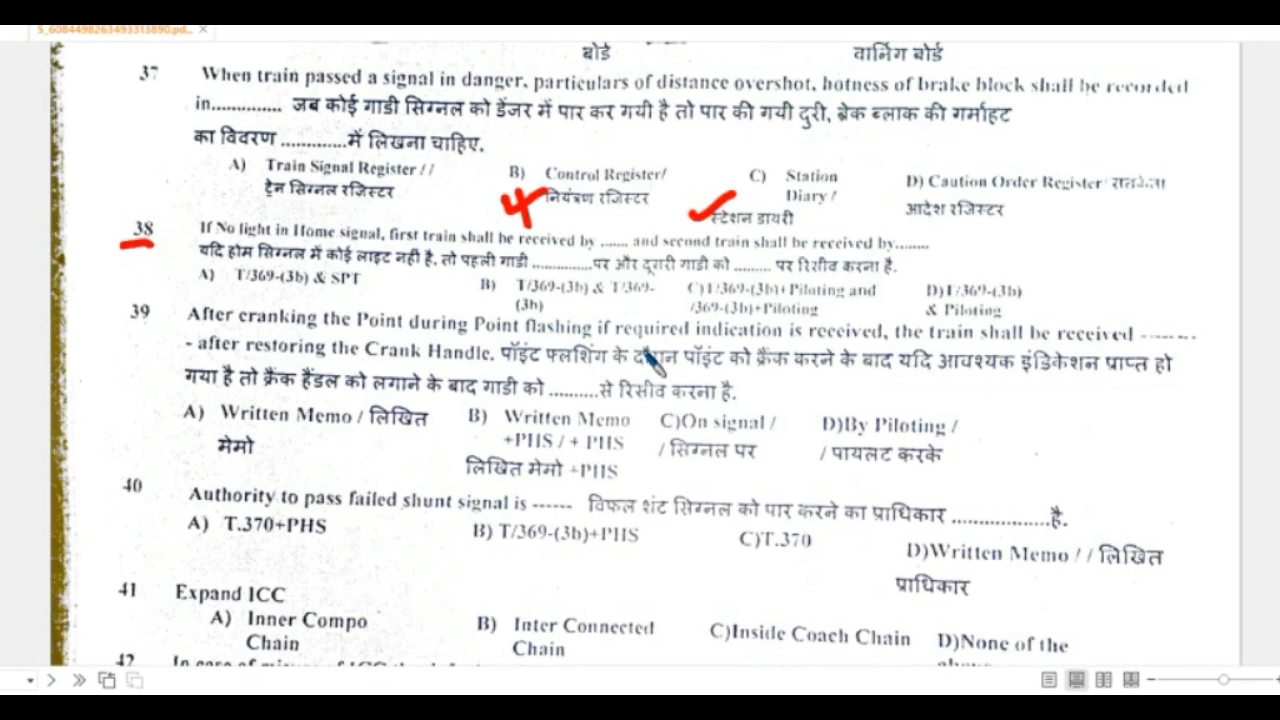 5_6084498263493313890.pd...
बोर्ड वार्निंग बोर्ड
37 When train passed a signal in danger, particulars of distance overshot, hotness of brake block shall be recorded
in............. जब कोई गाडी सिग्नल को डेंजर में पार कर गयी है तो पार की गयी दुरी, ब्रेक ब्लाक की गर्माहट
का विवरण .............में लिखना चाहिए.
A) Train Signal Register / /
ट्रेन सिग्नल रजिस्टर
B) Control Register/
नियंत्रण रजिस्टर
C) Station
Diary /
स्टेशन डायरी
D) Caution Order Register/
आदेश रजिस्टर
38 If No light in Home signal, first train shall be received by ...... and second train shall be received by........
यदि होम सिग्नल में कोई लाइट नही है. तो पहली गाडी ..............पर और दूसरी गाडी को ......... पर रिसीव करना है.
A) T/369-(3b) & SPT
B) T/369-(3b) & T/369-
(3b)
C)T/369-(3b)+Piloting and
/369-(3b)+Piloting
D)T/369-(3b)
& Piloting
39 After cranking the Point during Point flashing if required indication is received, the train shall be received --------
- after restoring the Crank Handle. पॉइंट फ्लशिंग के दौरान पॉइंट को क्रैंक करने के बाद यदि आवश्यक इंडिकेशन प्राप्त हो
गया है तो क्रैंक हैंडल को लगाने के बाद गाडी को ..........से रिसीव करना है.
A) Written Memo / लिखित
मेमो
B) Written Memo
+PHS / + PHS
लिखित मेमो +PHS
C)On signal /
/ सिग्नल पर
D)By Piloting /
/ पायलट करके
40 Authority to pass failed shunt signal is ------ विफल शंट सिग्नल को पार करने का प्राधिकार ...................है.
A) T.370+PHS
B) T/369-(3b)+PHS
C)T.370
D)Written Memo / / लिखित
प्राधिकार
41 Expand ICC
A) Inner Compo
Chain
B) Inter Connected
Chain
C)Inside Coach Chain
D)None of the
42